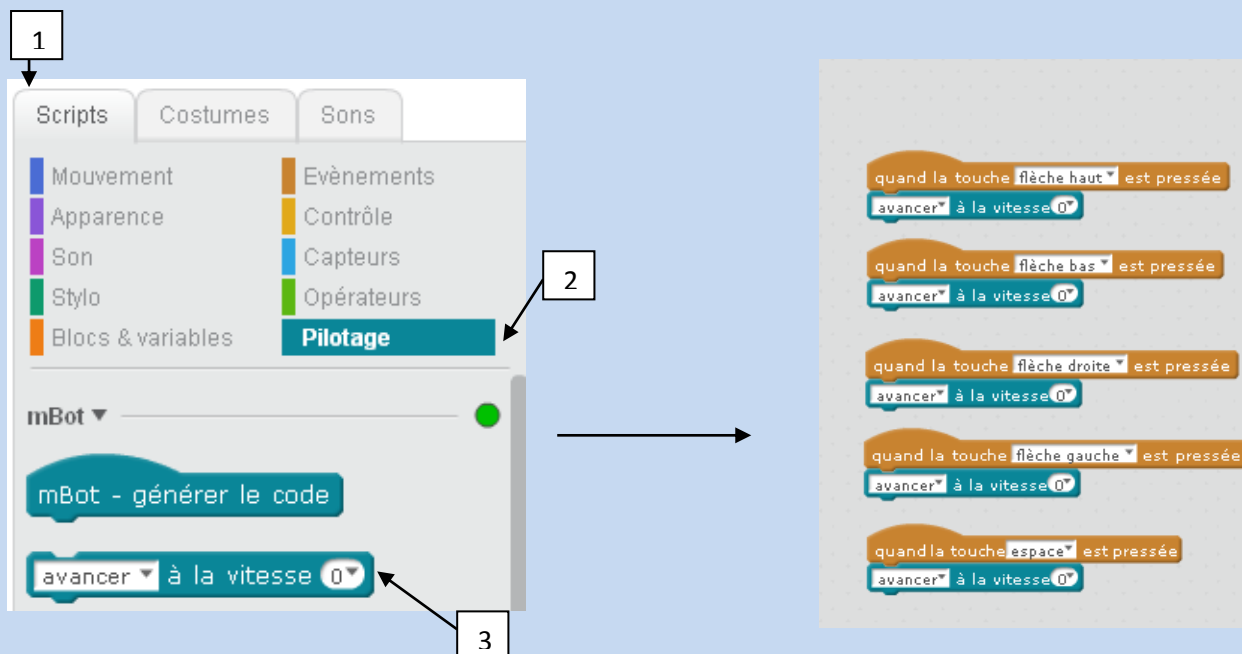 1
Scripts Costumes Sons
Mouvement Evènements
Apparence Contrôle
Son Capteurs
Stylo Opérateurs
Blocs & variables Pilotage
2
mBot
mBot - générer le code
avancer à la vitesse 0
3
quand la touche flèche haut est pressée
avancer à la vitesse 0
quand la touche flèche bas est pressée
avancer à la vitesse 0
quand la touche flèche droite est pressée
avancer à la vitesse 0
quand la touche flèche gauche est pressée
avancer à la vitesse 0
quand la touche espace est pressée
avancer à la vitesse 0